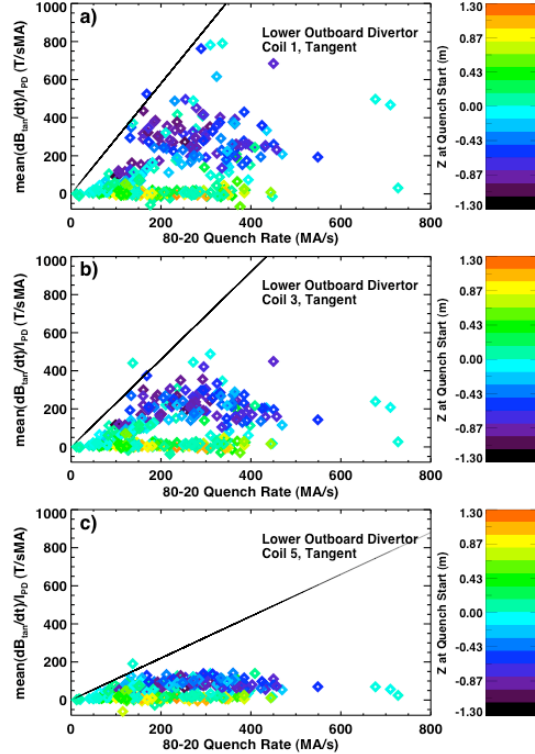 a)
Lower Outboard Divertor
Coil 1, Tangent
mean(dB_tan/dt)/I_PD (T/sMA)
1000
800
600
400
200
0
0 200 400 600 800
80-20 Quench Rate (MA/s)
Z at Quench Start (m)
1.30
0.87
0.43
0.00
-0.43
-0.87
-1.30
b)
Lower Outboard Divertor
Coil 3, Tangent
mean(dB_tan/dt)/I_PD (T/sMA)
1000
800
600
400
200
0
0 200 400 600 800
80-20 Quench Rate (MA/s)
Z at Quench Start (m)
1.30
0.87
0.43
0.00
-0.43
-0.87
-1.30
c)
Lower Outboard Divertor
Coil 5, Tangent
mean(dB_tan/dt)/I_PD (T/sMA)
1000
800
600
400
200
0
0 200 400 600 800
80-20 Quench Rate (MA/s)
Z at Quench Start (m)
1.30
0.87
0.43
0.00
-0.43
-0.87
-1.30